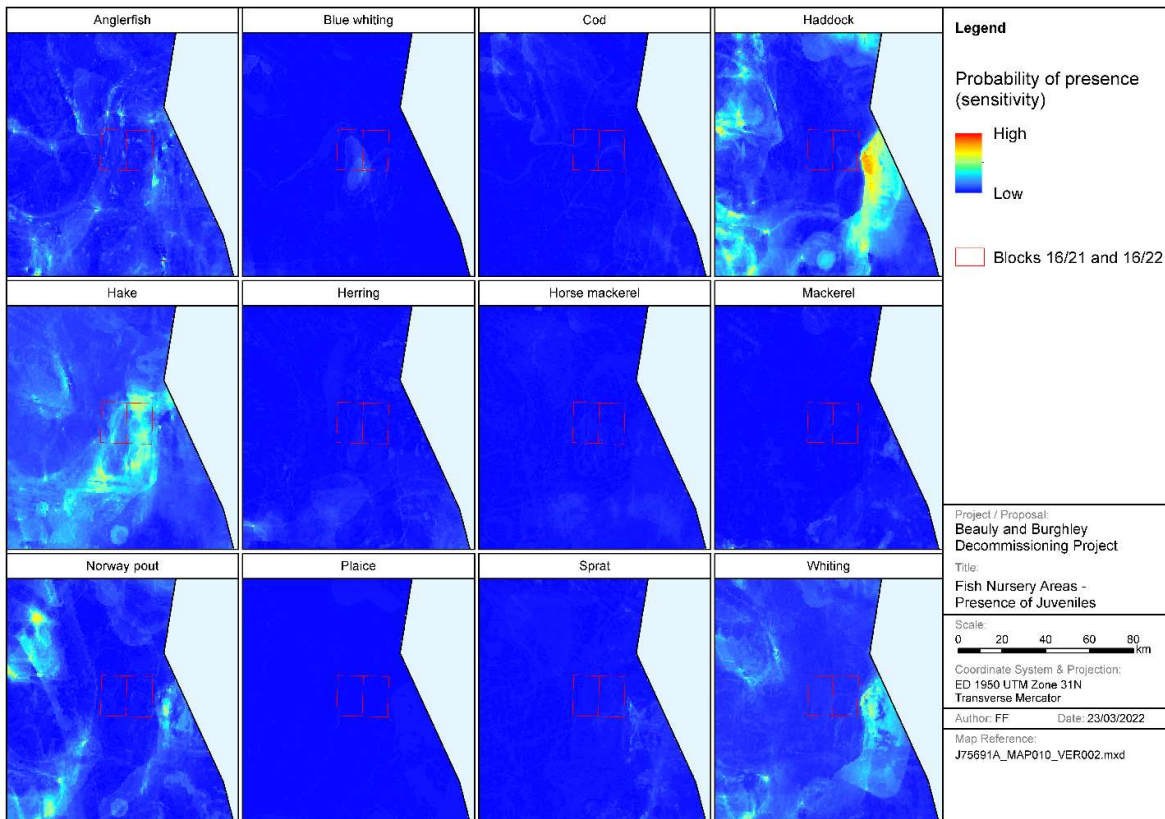 Anglerfish
Blue whiting
Cod
Haddock
Hake
Herring
Horse mackerel
Mackerel
Norway pout
Plaice
Sprat
Whiting
Legend
Probability of presence
(sensitivity)
High
Low
Blocks 16/21 and 16/22
Project / Proposal:
Beauly and Burghley
Decommissioning Project
Title:
Fish Nursery Areas -
Presence of Juveniles
Scale:
0 20 40 60 80
km
Coordinate System & Projection:
ED 1950 UTM Zone 31N
Transverse Mercator
Author: FF Date: 23/03/2022
Map Reference:
J75691A_MAP010_VER002.mxd